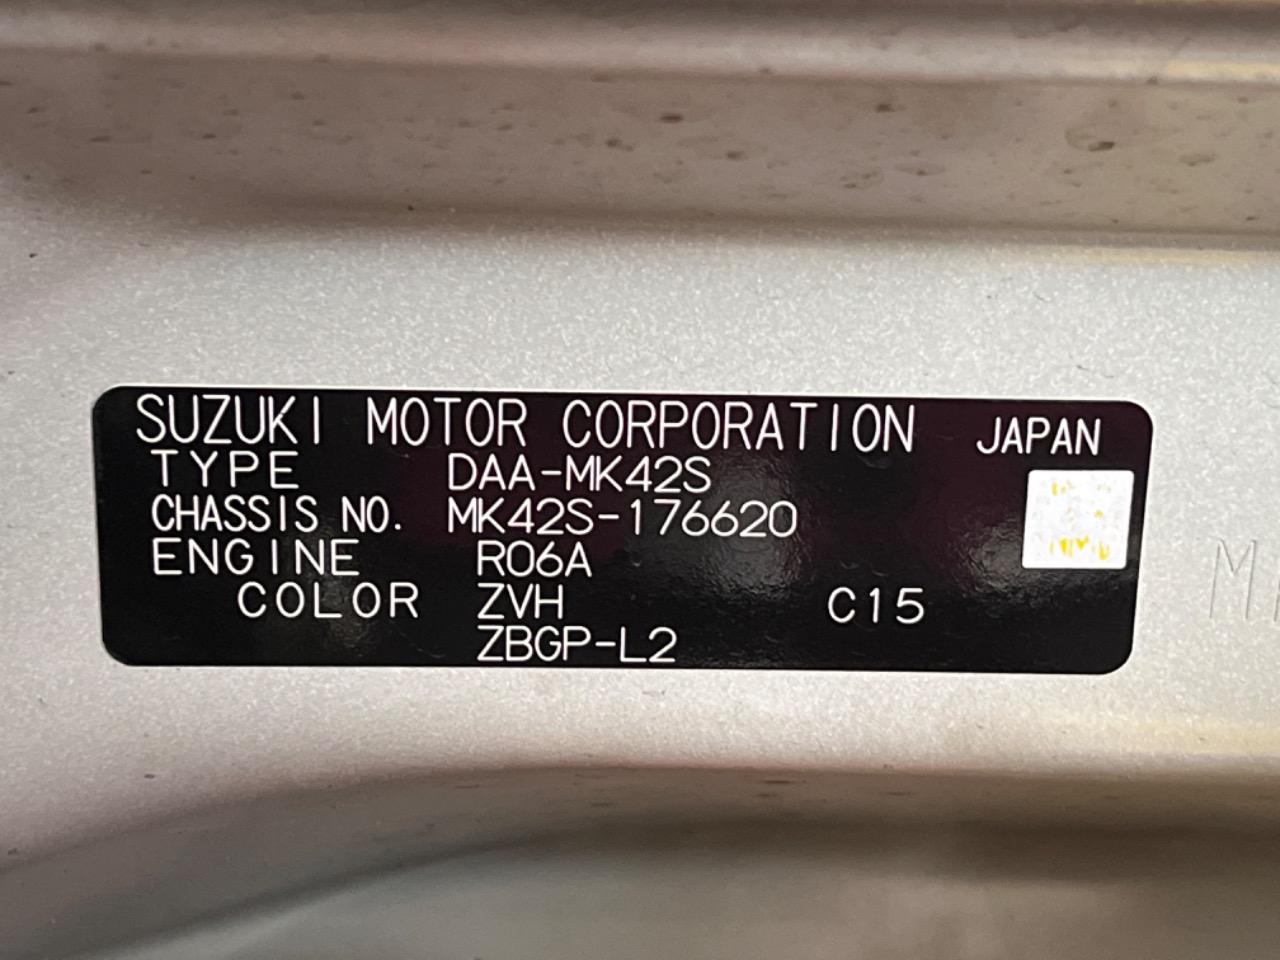 SUZUKI MOTOR CORPORATION JAPAN
TYPE DAA-MK42S
CHASSIS NO. MK42S-176620
ENGINE R06A
COLOR ZVH C15
ZBGP-L2